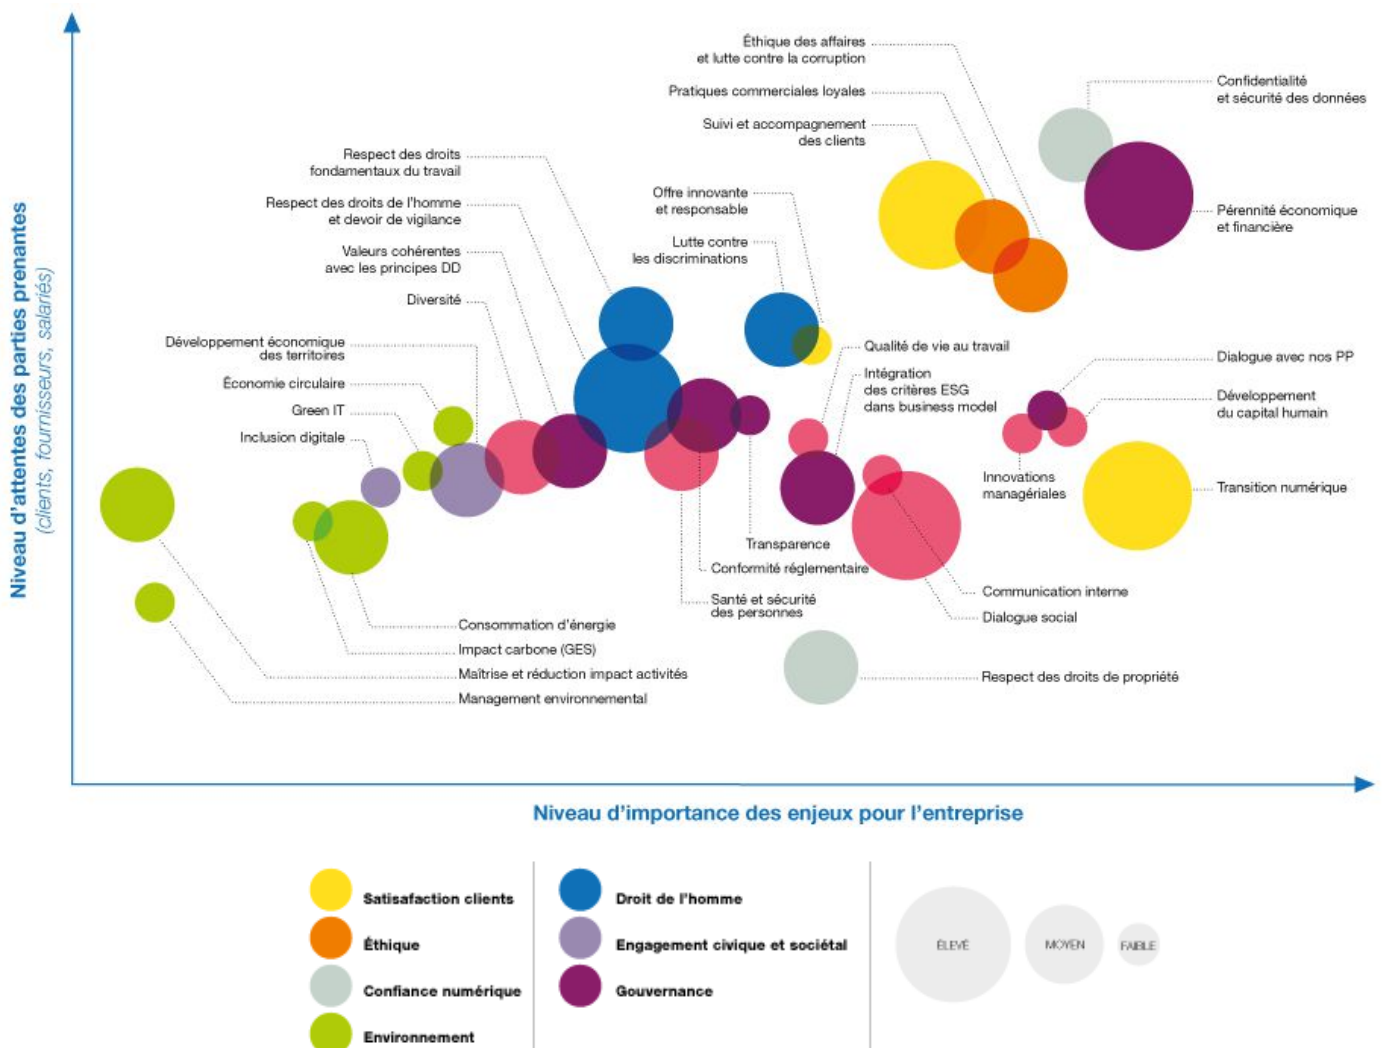 Niveau d'attentes des parties prenantes
(clients, fournisseurs, salariés)
Éthique des affaires
et lutte contre la corruption
Pratiques commerciales loyales
Suivi et accompagnement
des clients
Confidentialité
et sécurité des données
Respect des droits
fondamentaux du travail
Respect des droits de l'homme
et devoir de vigilance
Valeurs cohérentes
avec les principes DD
Diversité
Offre innovante
et responsable
Lutte contre
les discriminations
Pérennité économique
et financière
Développement économique
des territoires
Économie circulaire
Green IT
Inclusion digitale
Qualité de vie au travail
Intégration
des critères ESG
dans business model
Dialogue avec nos PP
Développement
du capital humain
Innovations
managériales
Transition numérique
Transparence
Conformité réglementaire
Santé et sécurité
des personnes
Communication interne
Dialogue social
Consommation d'énergie
Impact carbone (GES)
Maîtrise et réduction impact activités
Management environnemental
Respect des droits de propriété
Niveau d'importance des enjeux pour l'entreprise
Satisafaction clients
Éthique
Confiance numérique
Environnement
Droit de l'homme
Engagement civique et sociétal
Gouvernance
ÉLEVÉ
MOYEN
FAIBLE